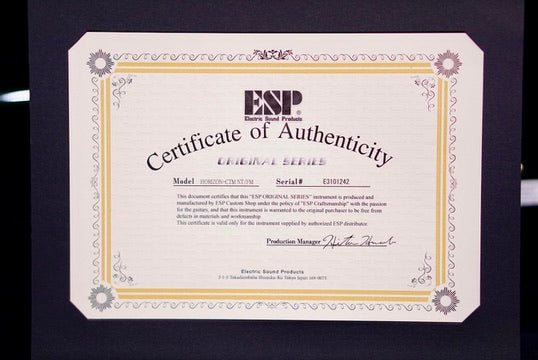 ESP®
Electric Sound Products
Certificate of Authenticity
ORIGINAL SERIES
Model HORIZON-CTM NT/FM Serial# E3101242
This document certifies that this "ESP ORIGINAL SERIES" instrument is produced and
manufactured by ESP Custom Shop under the policy of "ESP Craftsmanship" with the passion
for the guitars, and that this instrument is warranted to the original purchaser to be free from
defects in materials and workmanship
This certificate is valid only for the instrument supplied by authorized ESP distributor.
Production Manager
Electric Sound Products
Shinjuku-Ku Tokyo Japan